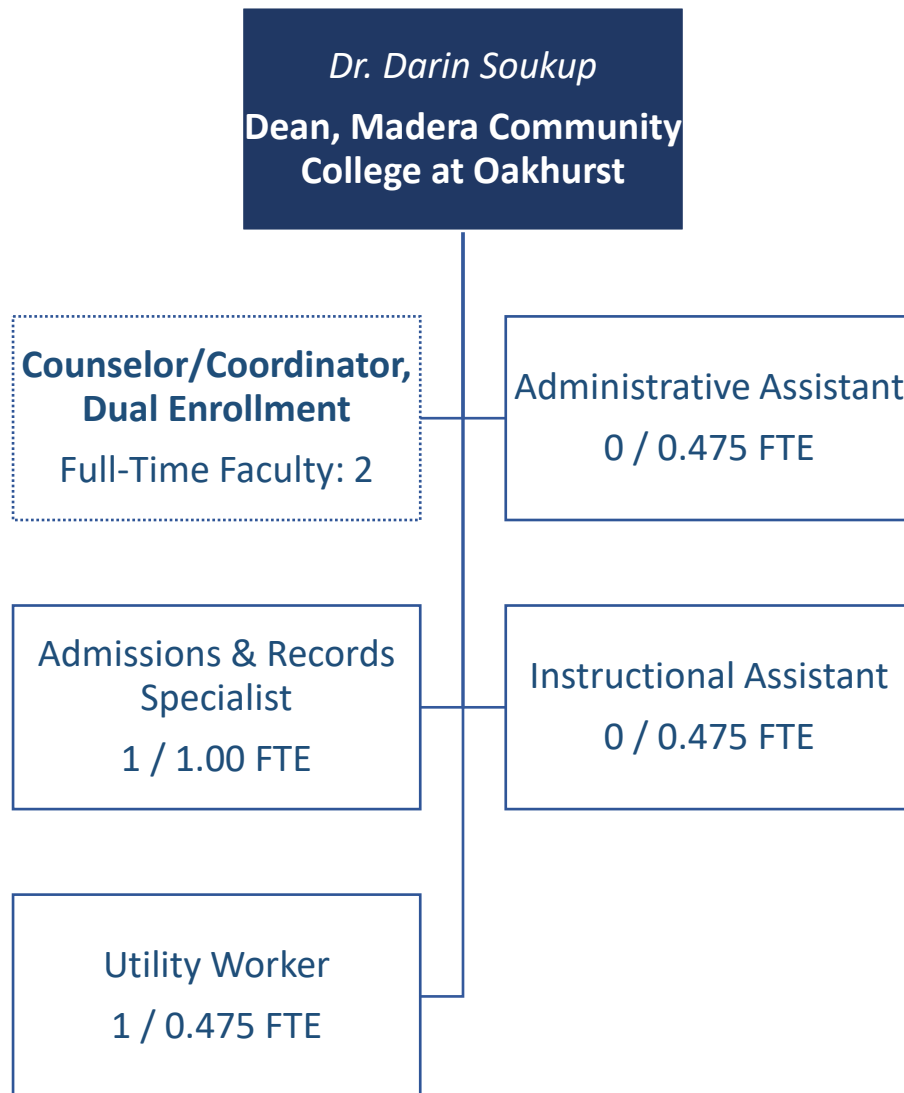 Dr. Darin Soukup
Dean, Madera Community
College at Oakhurst
Counselor/Coordinator,
Dual Enrollment
Full-Time Faculty: 2
Administrative Assistant
0 / 0.475 FTE
Admissions & Records
Specialist
1 / 1.00 FTE
Instructional Assistant
0 / 0.475 FTE
Utility Worker
1 / 0.475 FTE